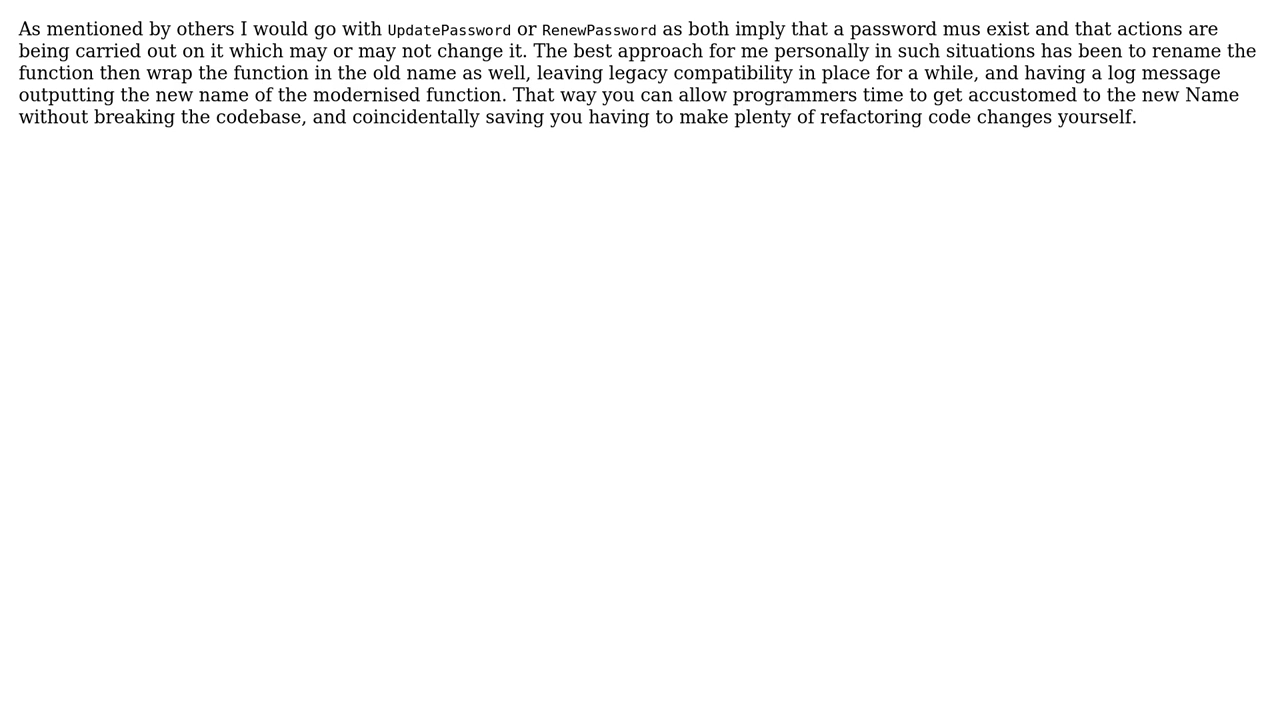 As mentioned by others I would go with UpdatePassword or RenewPassword as both imply that a password mus exist and that actions are
being carried out on it which may or may not change it. The best approach for me personally in such situations has been to rename the
function then wrap the function in the old name as well, leaving legacy compatibility in place for a while, and having a log message
outputting the new name of the modernised function. That way you can allow programmers time to get accustomed to the new Name
without breaking the codebase, and coincidentally saving you having to make plenty of refactoring code changes yourself.